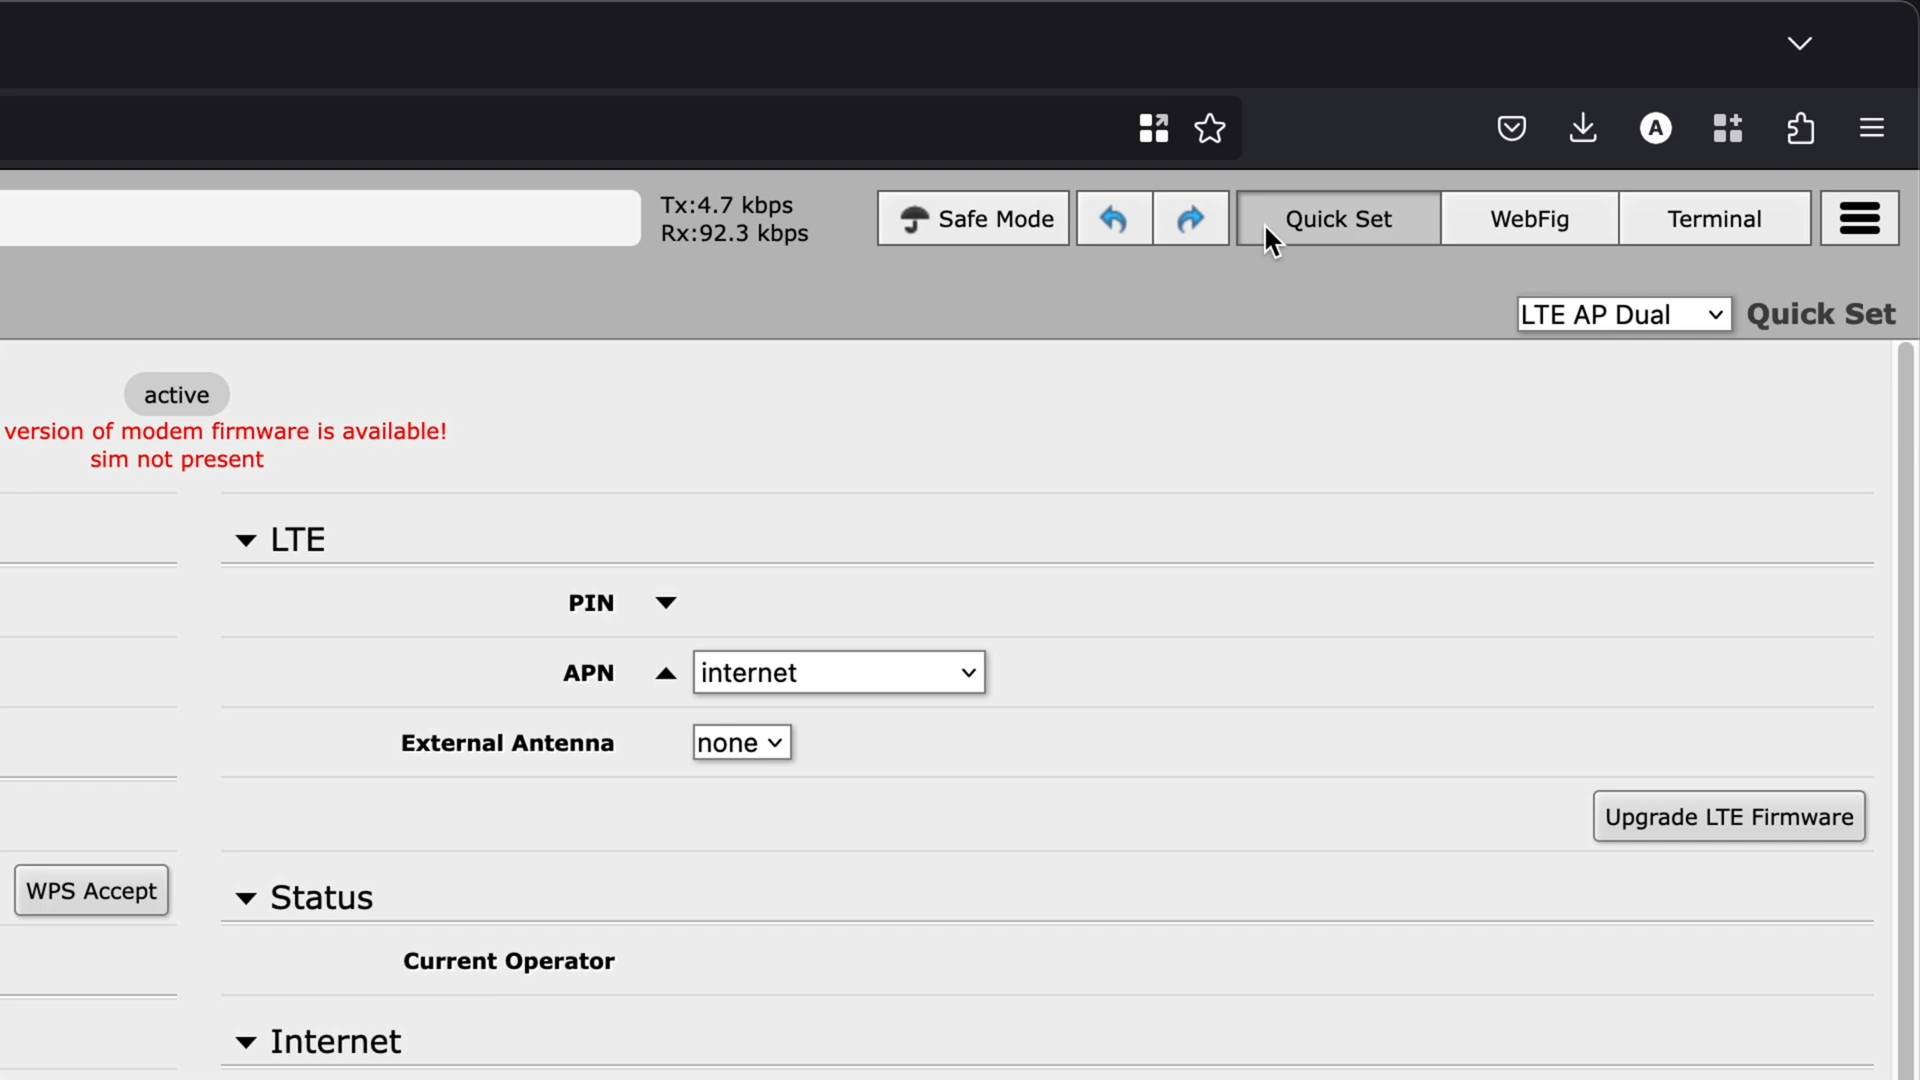 A
Tx:4.7 kbps
Rx:92.3 kbps
Safe Mode
Quick Set
WebFig
Terminal
LTE AP Dual
Quick Set
active
version of modem firmware is available!
sim not present
LTE
PIN
APN
internet
External Antenna
none
Upgrade LTE Firmware
WPS Accept
Status
Current Operator
Internet